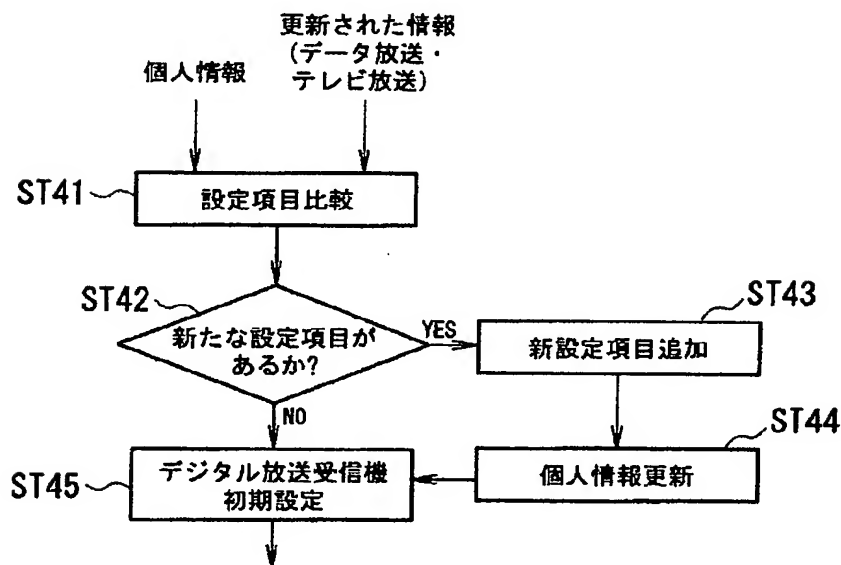 更新された情報
(データ放送・
テレビ放送)
個人情報
ST41
設定項目比較
ST42
新たな設定項目が
あるか?
YES
ST43
新設定項目追加
NO
ST44
個人情報更新
ST45
デジタル放送受信機
初期設定